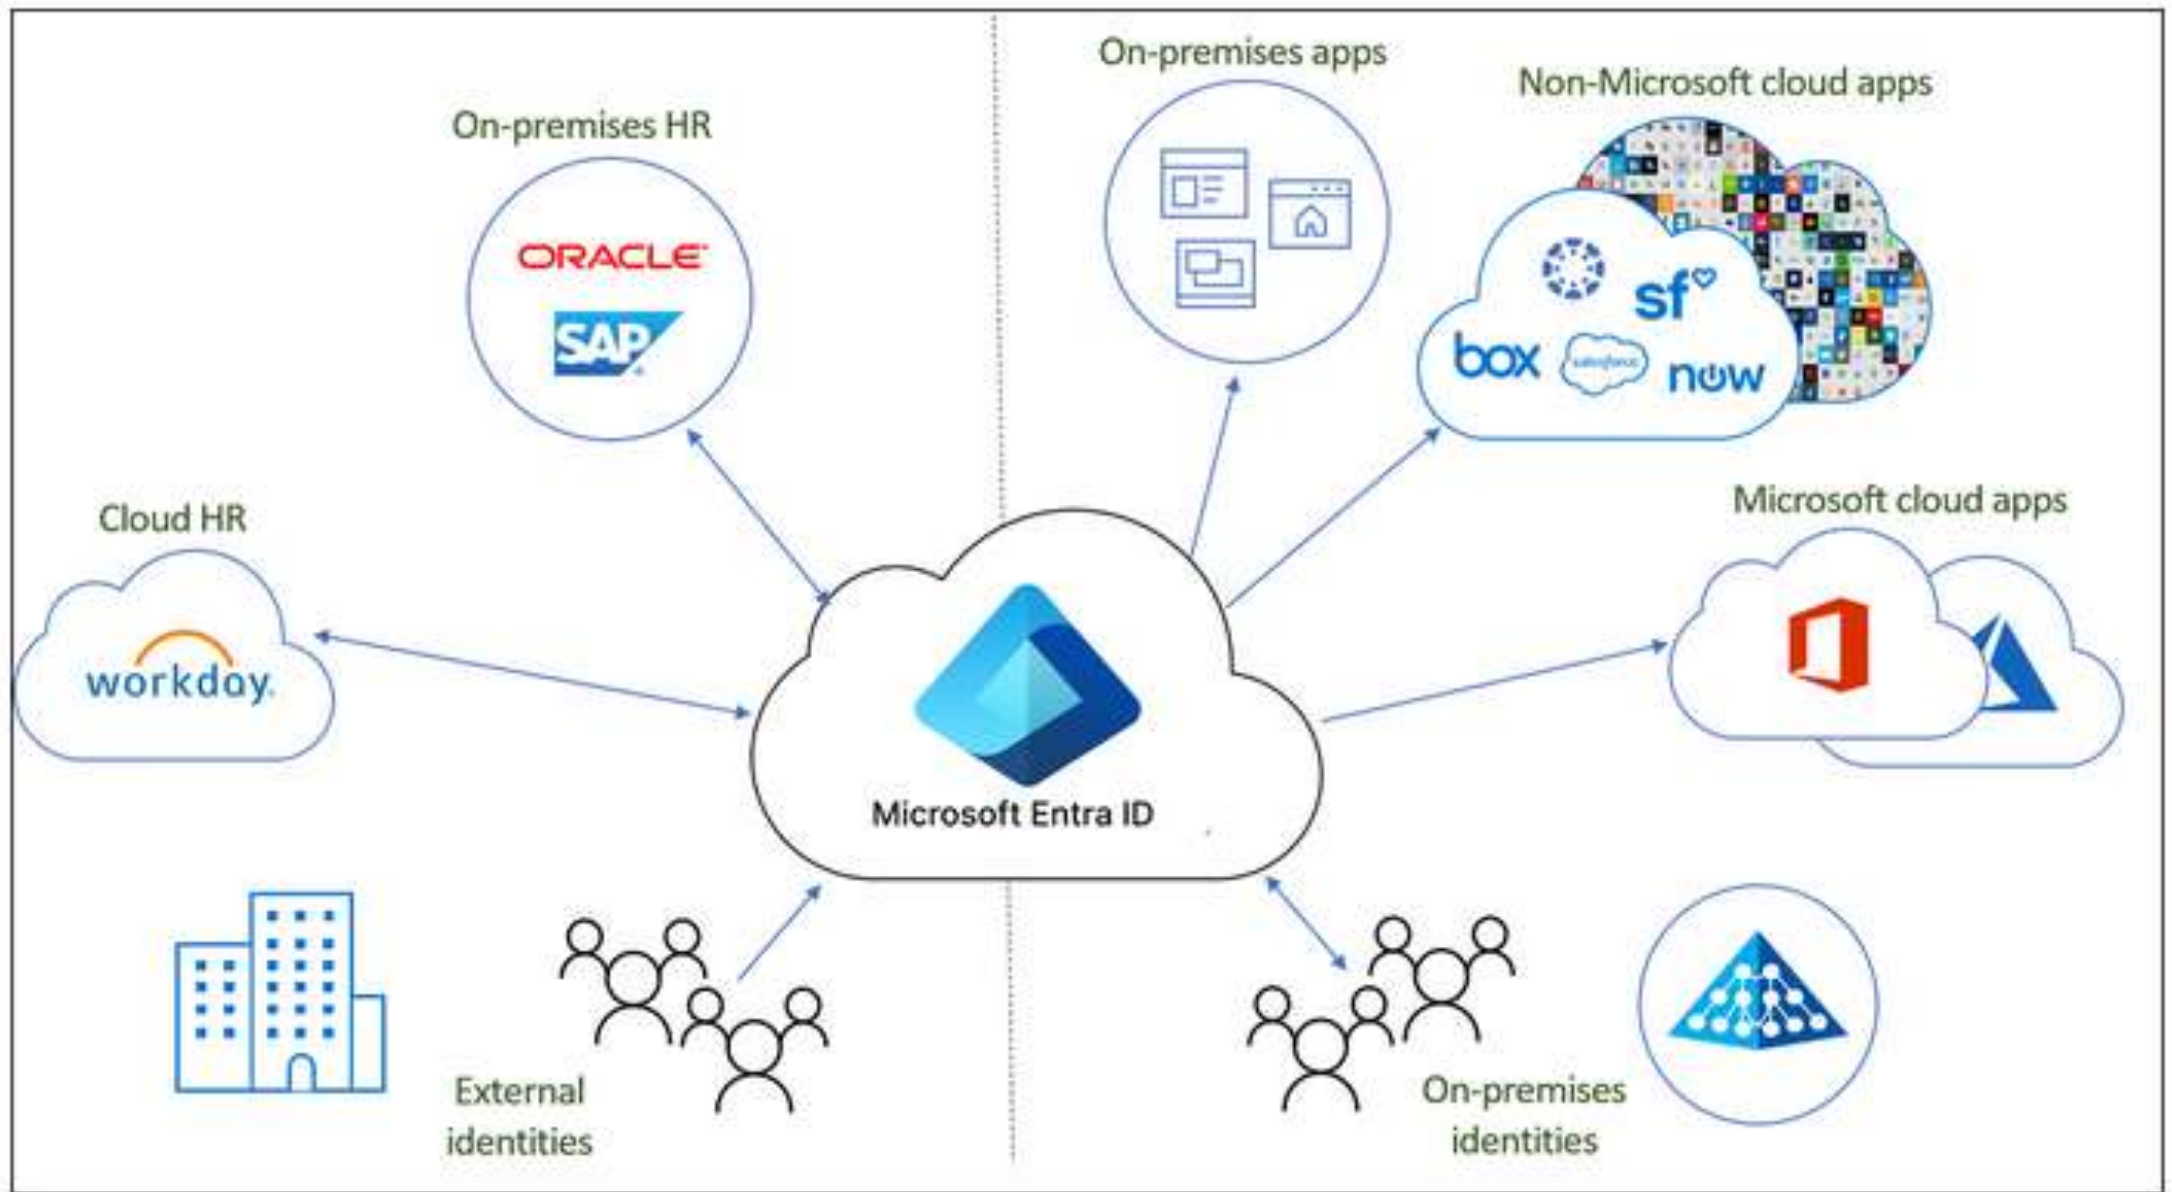 On-premises apps
Non-Microsoft cloud apps
On-premises HR
ORACLE
SAP
sf
box
salesforce
now
Cloud HR
workday.
Microsoft cloud apps
Microsoft Entra ID
External
identities
On-premises
identities